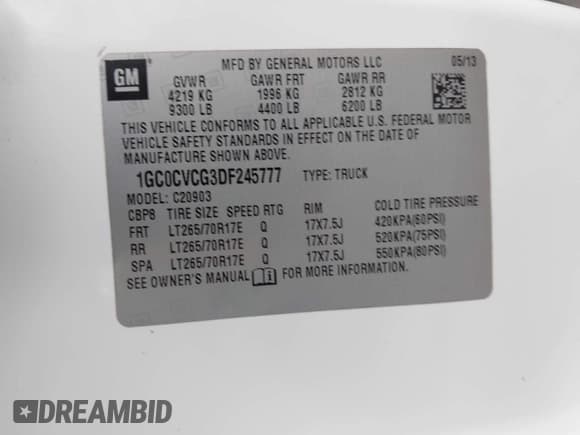 GM
MFD BY GENERAL MOTORS LLC 05/13
GVWR GAWR FRT GAWR RR
4219 KG 1996 KG 2812 KG
9300 LB 4400 LB 6200 LB
THIS VEHICLE CONFORMS TO ALL APPLICABLE U.S. FEDERAL MOTOR
VEHICLE SAFETY STANDARDS IN EFFECT ON THE DATE OF
MANUFACTURE SHOWN ABOVE.
1GC0CVCG3DF245777 TYPE: TRUCK
MODEL: C20903
CBP8 TIRE SIZE SPEED RTG RIM
FRT LT265/70R17E Q 17X7.5J 420KPA(60PSI)
RR LT265/70R17E Q 17X7.5J 520KPA(75PSI)
SPA LT265/70R17E Q 17X7.5J 550KPA(80PSI)
SEE OWNER'S MANUAL FOR MORE INFORMATION.
DREAMBID